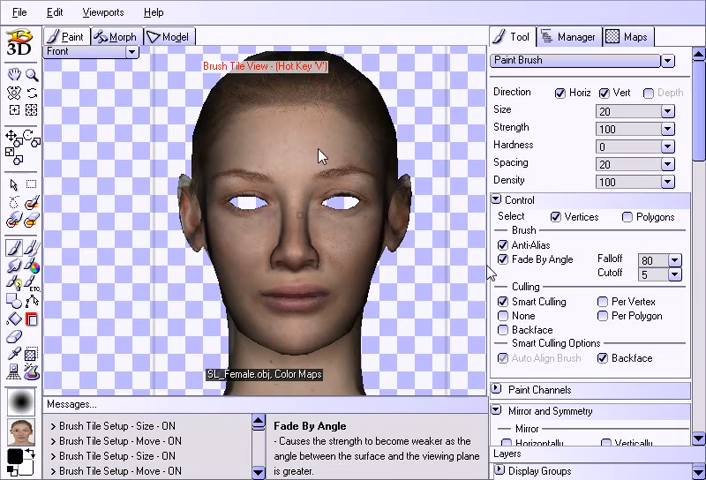 File Edit Viewports Help
3D
Paint Morph Model
Tool Manager Maps
Front
Brush Tile View - (Hot Key 'V')
Paint Brush
Direction Horiz Vert Depth
Size 20
Strength 100
Hardness 0
Spacing 20
Density 100
Control
Select Vertices Polygons
Brush
Anti-Alias
Fade By Angle Falloff 80
Cutoff 5
Culling
Smart Culling Per Vertex
None Per Polygon
Backface
Smart Culling Options
Auto Align Brush Backface
SL_Female.obj, Color Maps
Paint Channels
Mirror and Symmetry
Mirror
Horizontally Vertically
Layers
Display Groups
Messages...
> Brush Tile Setup - Size - ON
> Brush Tile Setup - Move - ON
> Brush Tile Setup - Size - ON
> Brush Tile Setup - Move - ON
Fade By Angle
- Causes the strength to become weaker as the
angle between the surface and the viewing plane
is greater.
ETC